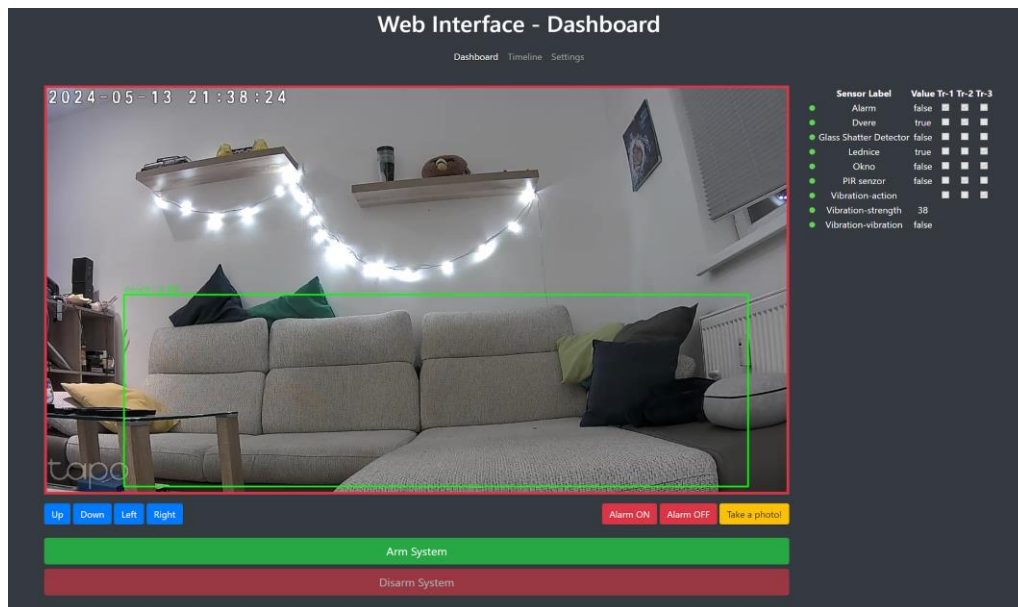 Web Interface - Dashboard
Dashboard Timeline Settings
2024-05-13 21:38:24
tapo
Sensor Label Value Tr-1 Tr-2 Tr-3
Alarm false
Dvere true
Glass Shatter Detector false
Lednice true
Okno false
PIR senzor false
Vibration-action
Vibration-strength 38
Vibration-vibration false
Up Down Left Right Alarm ON Alarm OFF Take a photo!
Arm System
Disarm System